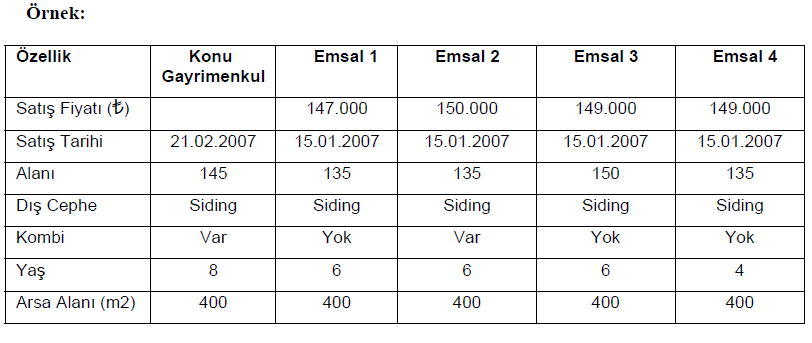 Örnek:
Özellik Konu Gayrimenkul Emsal 1 Emsal 2 Emsal 3 Emsal 4
Satış Fiyatı (₺) 147.000 150.000 149.000 149.000
Satış Tarihi 21.02.2007 15.01.2007 15.01.2007 15.01.2007 15.01.2007
Alanı 145 135 135 150 135
Dış Cephe Siding Siding Siding Siding Siding
Kombi Var Yok Var Yok Yok
Yaş 8 6 6 6 4
Arsa Alanı (m2) 400 400 400 400 400